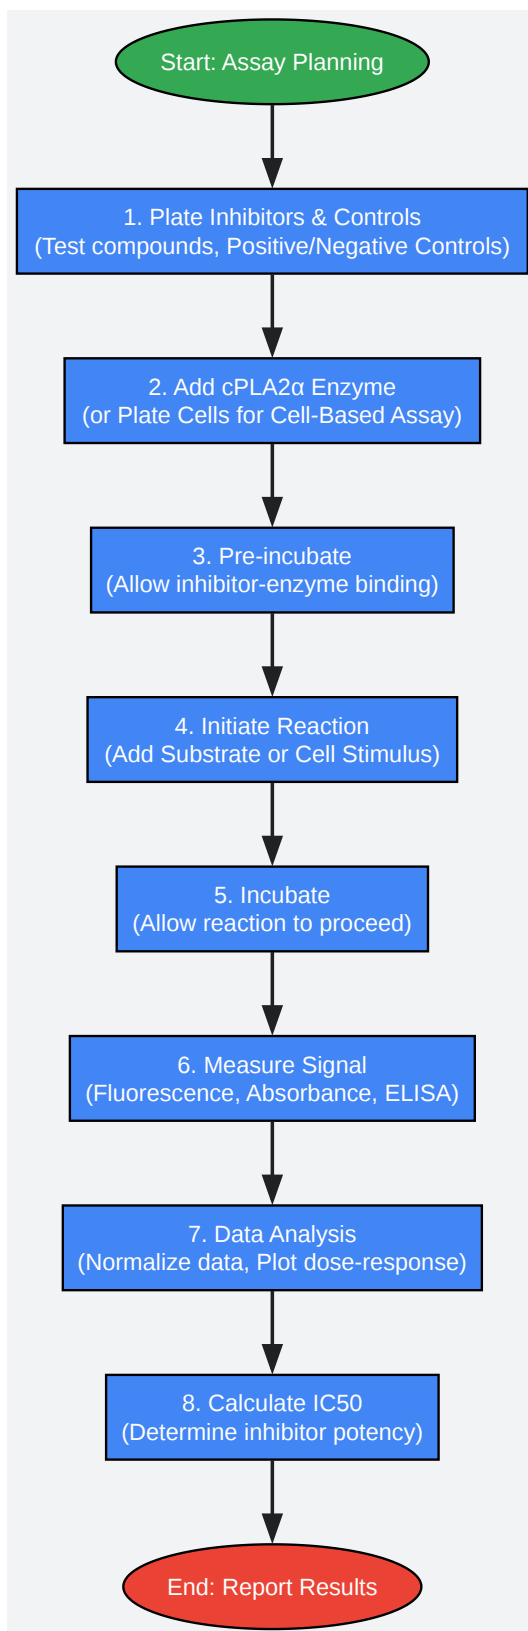 Start: Assay Planning
1. Plate Inhibitors & Controls
(Test compounds, Positive/Negative Controls)
2. Add cPLA2α Enzyme
(or Plate Cells for Cell-Based Assay)
3. Pre-incubate
(Allow inhibitor-enzyme binding)
4. Initiate Reaction
(Add Substrate or Cell Stimulus)
5. Incubate
(Allow reaction to proceed)
6. Measure Signal
(Fluorescence, Absorbance, ELISA)
7. Data Analysis
(Normalize data, Plot dose-response)
8. Calculate IC50
(Determine inhibitor potency)
End: Report Results